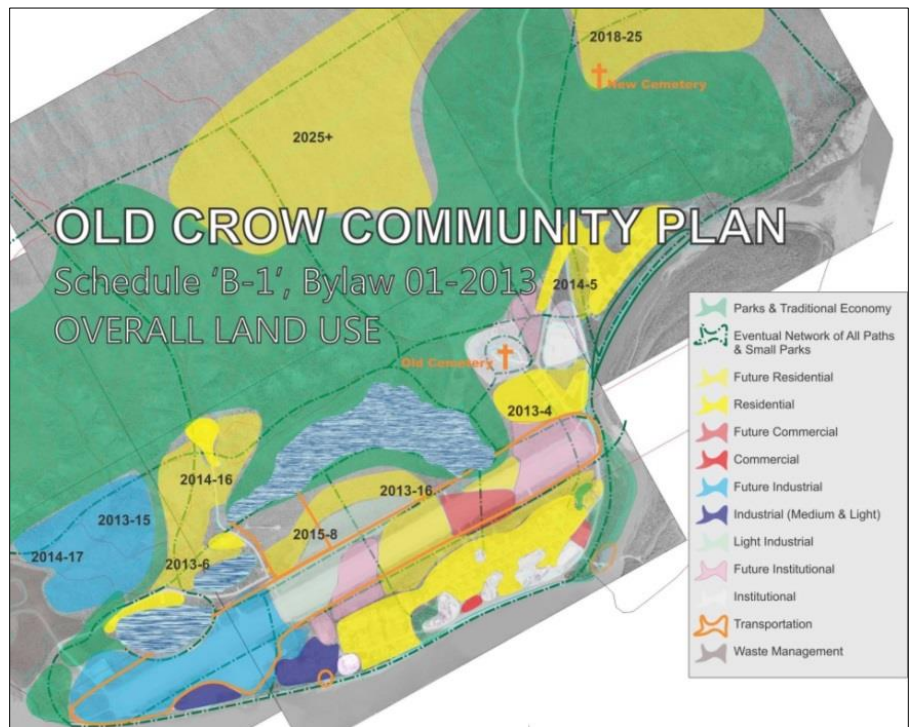 2018-25
New Cemetery
2025+
OLD CROW COMMUNITY PLAN
Schedule 'B-1', Bylaw 01-2013
OVERALL LAND USE
2014-5
Old Cemetery
2013-4
2014-16
2013-16
2013-15
2015-8
2014-17
2013-6
Parks & Traditional Economy
Eventual Network of All Paths
& Small Parks
Future Residential
Residential
Future Commercial
Commercial
Future Industrial
Industrial (Medium & Light)
Light Industrial
Future Institutional
Institutional
Transportation
Waste Management